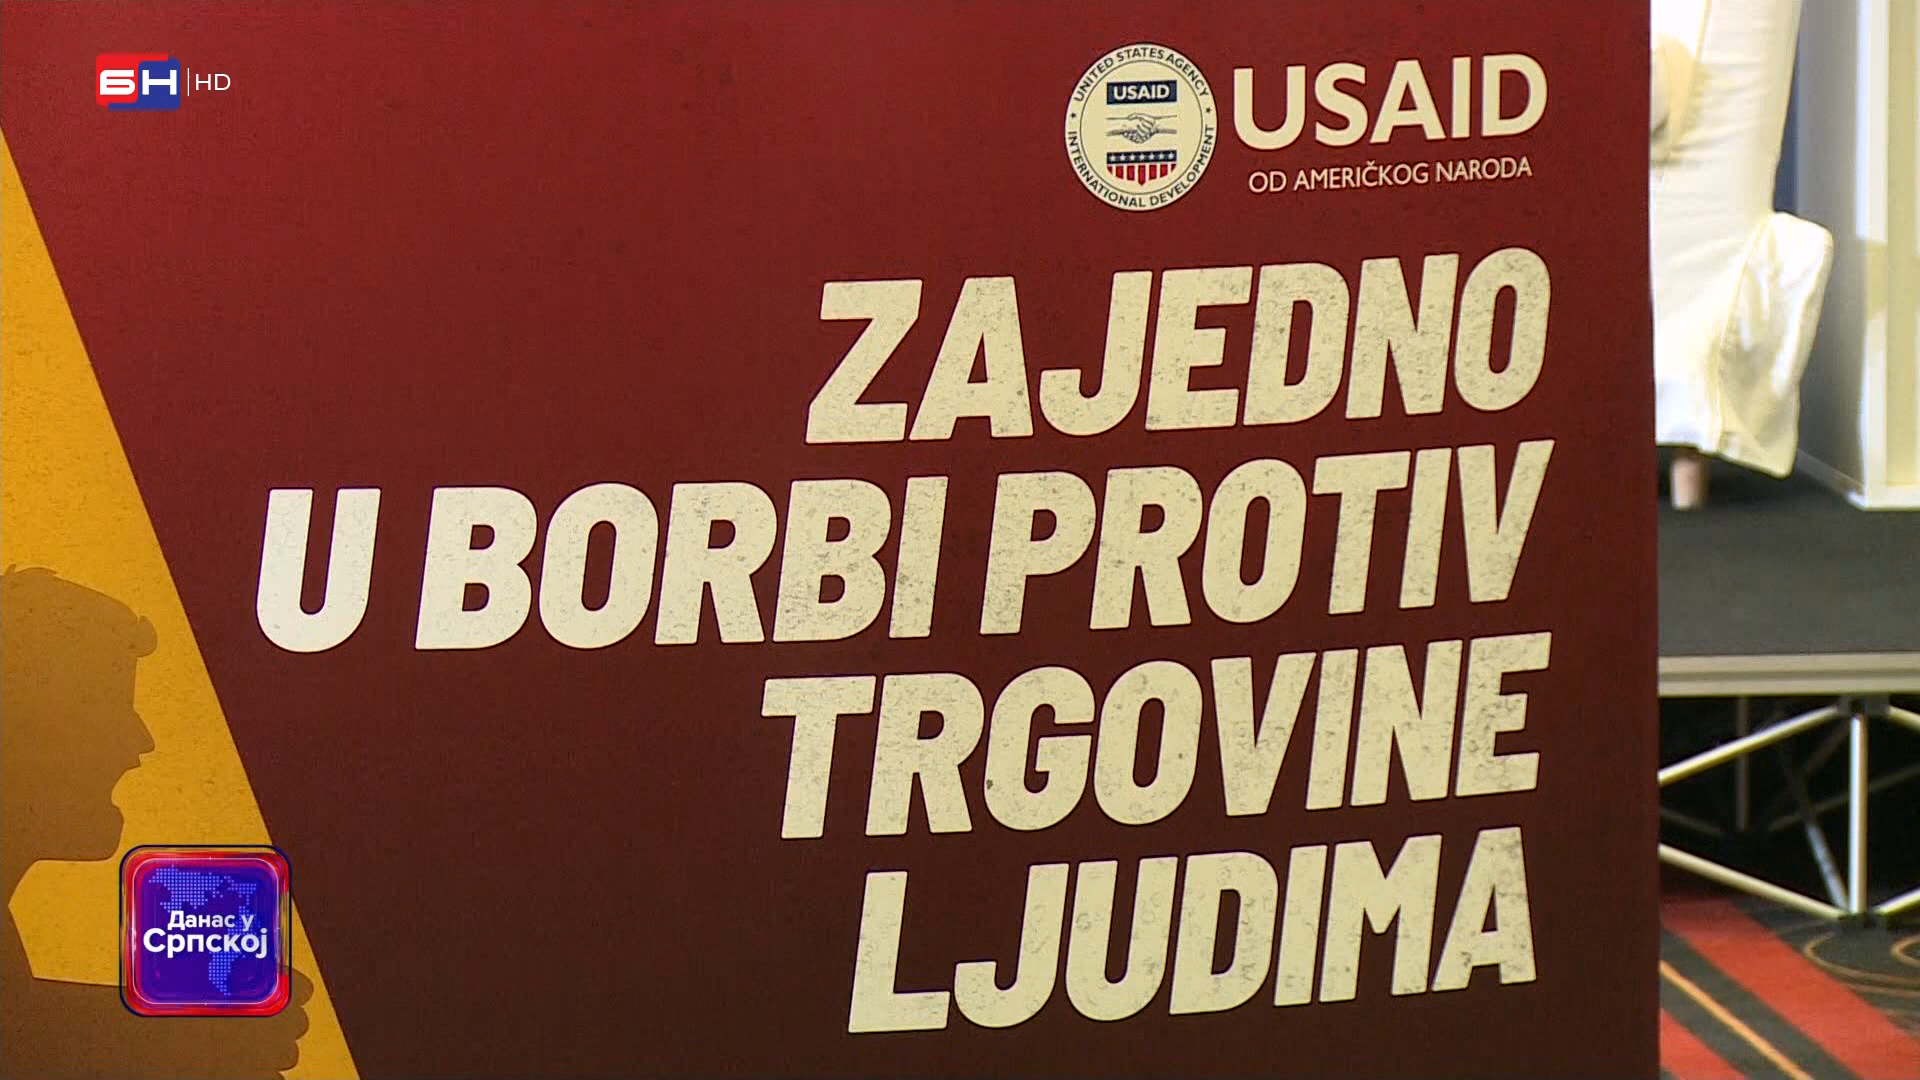 БН HD
UNITED STATES AGENCY
USAID
INTERNATIONAL DEVELOPMENT
USAID
OD AMERIČKOG NARODA
ZAJEDNO
U BORBI PROTIV
TRGOVINE
LJUDIMA
Данас у
Српској